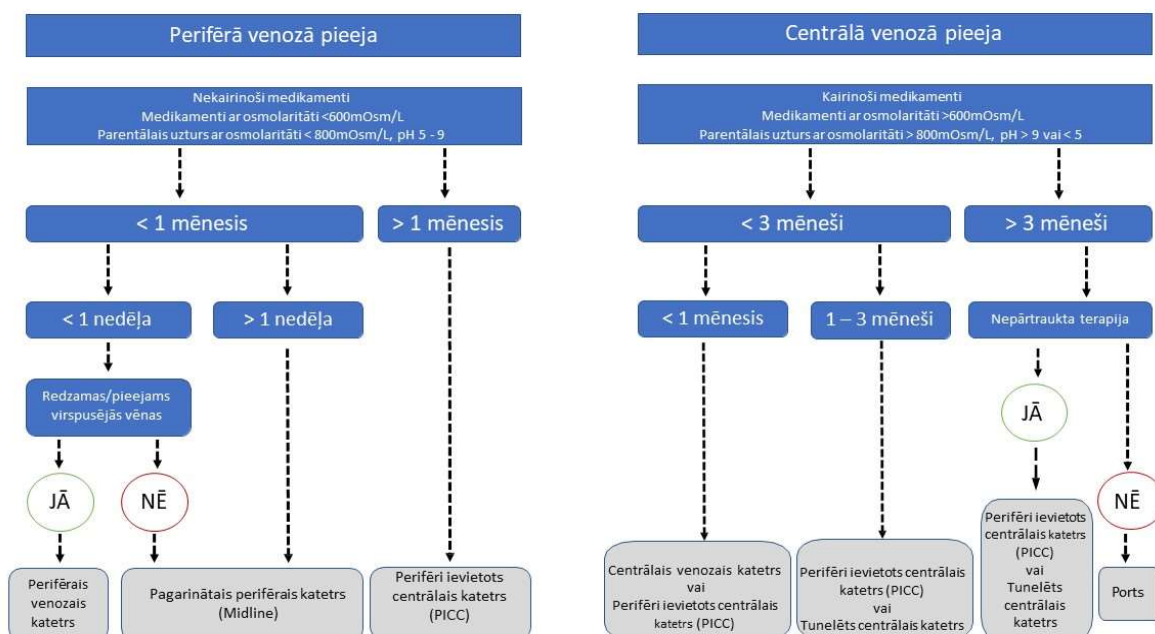 Perifērā venozā pieeja
Nekairinoši medikamenti
Medikamenti ar osmolaritāti <600mOsm/L
Parentālais uzturs ar osmolaritāti < 800mOsm/L, pH 5 - 9
< 1 mēnesis
> 1 mēnesis
< 1 nedēļa
> 1 nedēļa
Redzamas/pieejams
virspusējās vēnas
JĀ
NĒ
Perifērais
venozais
katetrs
Pagarinātais perifērais katetrs
(Midline)
Perifēri ievietots
centrālais katetrs
(PICC)
Centrālā venozā pieeja
Kairinoši medikamenti
Medikamenti ar osmolaritāti >600mOsm/L
Parentālais uzturs ar osmolaritāti > 800mOsm/L, pH > 9 vai < 5
< 3 mēneši
> 3 mēneši
< 1 mēnesis
1 – 3 mēneši
Nepārtraukta terapija
JĀ
NĒ
Centrālais venozais katetrs
vai
Perifēri ievietots centrālais
katetrs (PICC)
Perifēri ievietots centrālais
katetrs (PICC)
vai
Tunelēts centrālais katetrs
Perifēri ievietots
centrālais katetrs
(PICC)
vai
Tunelēts
centrālais
katetrs
Ports